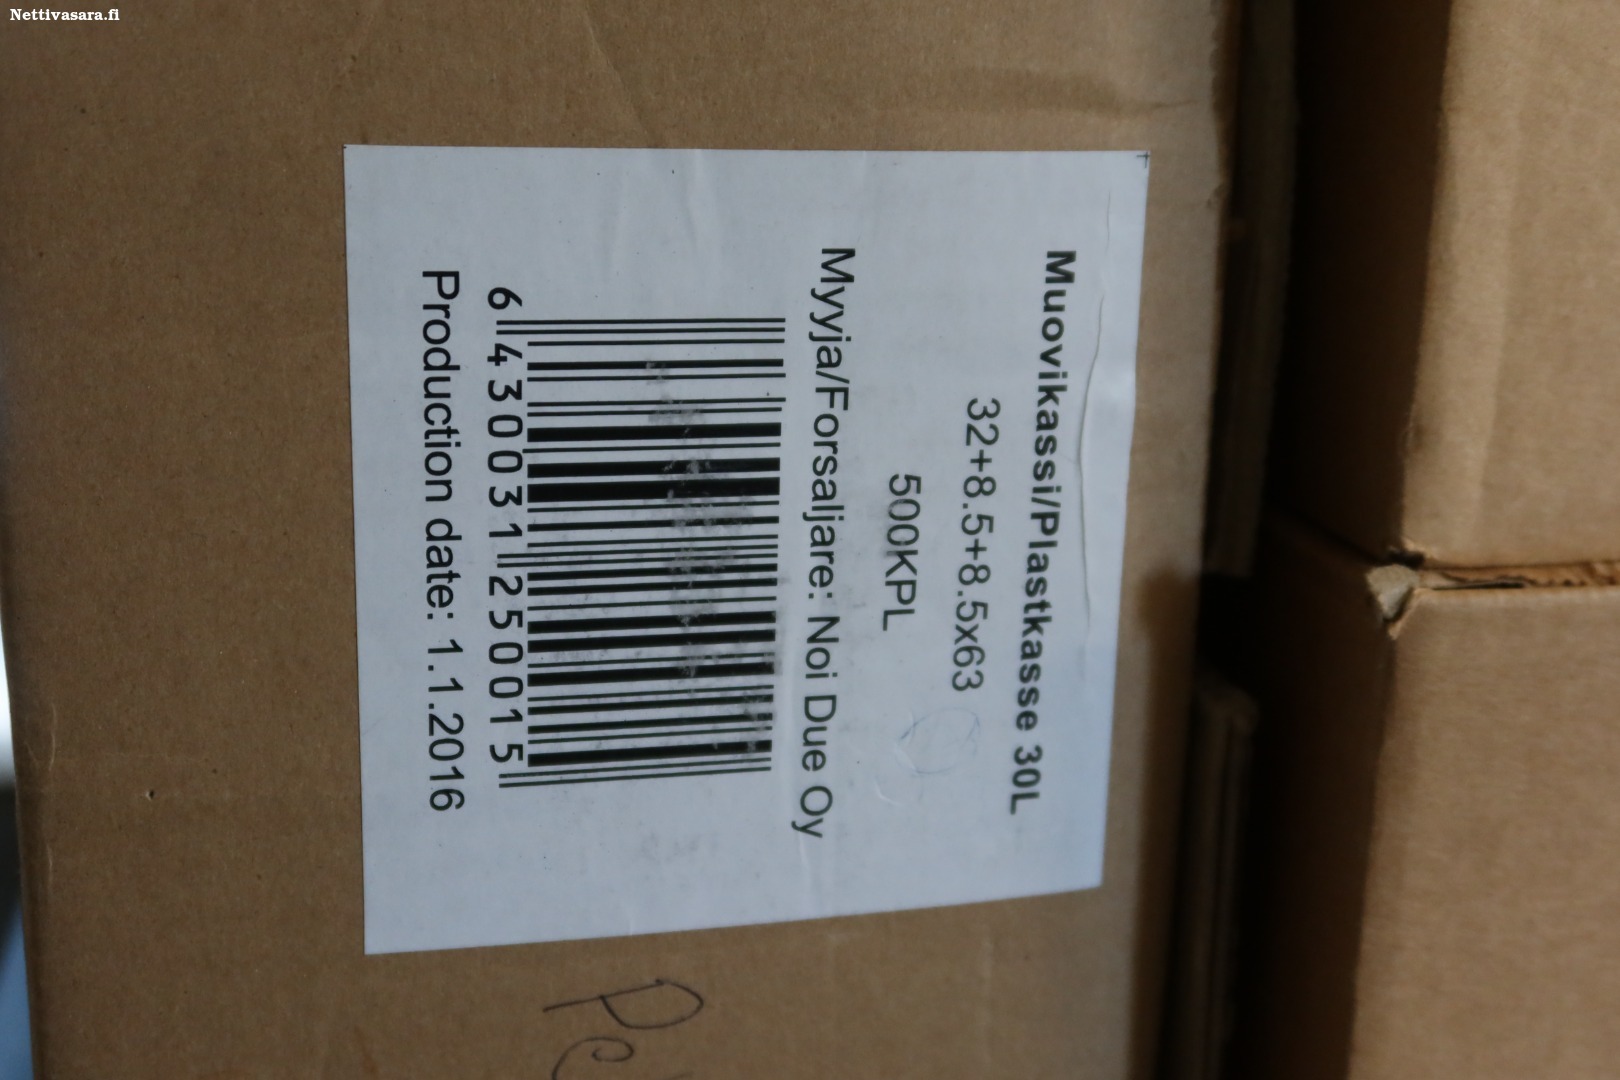 Nettivasara.fi
Muovikassi/Plastkasse 30L
32+8.5+8.5x63
500KPL
Myyja/Forsaljare: Noi Due Oy
6 430031 250015
Production date: 1.1.2016